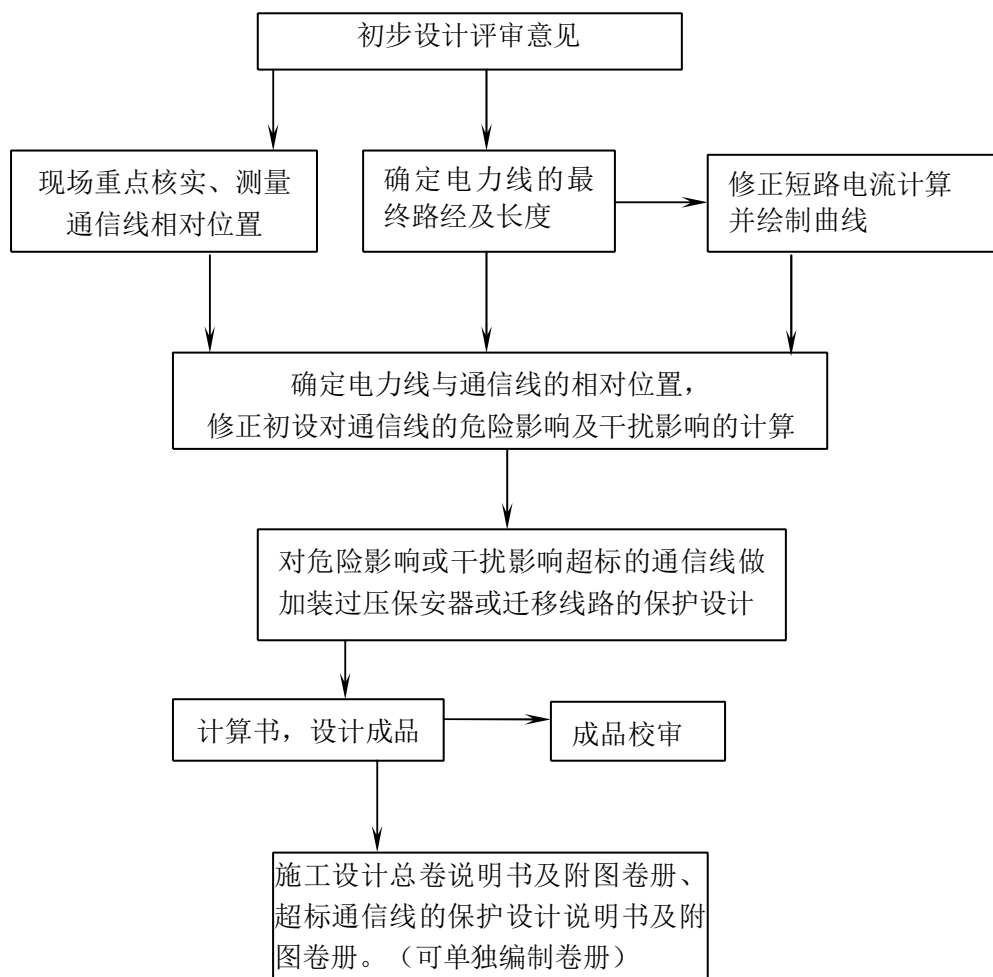 初步设计评审意见
现场重点核实、测量
通信线相对位置
确定电力线的最
终路经及长度
修正短路电流计算
并绘制曲线
确定电力线与通信线的相对位置，
修正初设对通信线的危险影响及干扰影响的计算
对危险影响或干扰影响超标的通信线做
加装过压保安器或迁移线路的保护设计
计算书，设计成品
成品校审
施工设计总卷说明书及附图卷册、
超标通信线的保护设计说明书及附
图卷册。（可单独编制卷册）